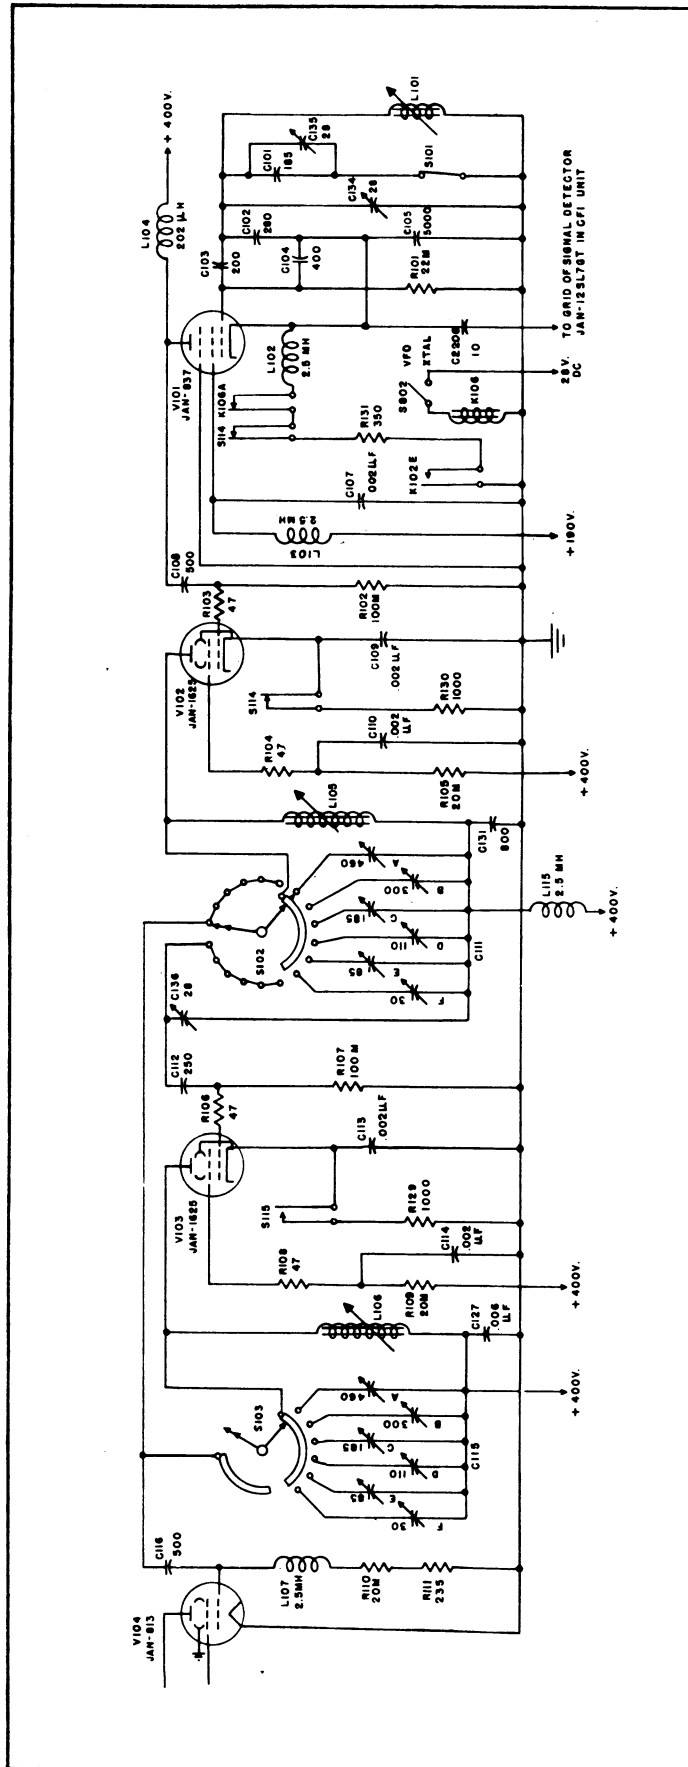 V104
JAN-813
C116
500
L107
2.5MH
R110
20M
R111
235
S103
L106
A
460
B
300
C
185
D
110
E
85
F
30
C115
C127
.006
µF
+400V.
V103
JAN-1625
R106
47
R108
47
R109
20M
S115
R129
1000
C114
.002
µF
C113
.002µF
+400V.
C112
250
R107
100M
C136
28
S102
L105
A
460
B
300
C
185
D
110
E
85
F
30
C111
C131
800
L115
2.5 MH
+400V.
V102
JAN-1625
R103
47
R104
47
R105
20M
C110
.002
µF
+400V.
S114
R130
1000
C109
.002µF
C108
500
R102
100M
L103
2.5 MH
+190V.
C107
.002µF
V101
JAN-837
L104
202 µH
+400V.
S114
K106A
L102
2.5 MH
R131
350
K102E
S802
VFO
XTAL
K106
28V.
DC
C103
200
C102
280
C104
400
R101
22M
C105
5000
C2206
10
TO GRID OF SIGNAL DETECTOR
JAN-12SL7GT IN CFI UNIT
C101
185
C135
28
C134
28
S101
L101